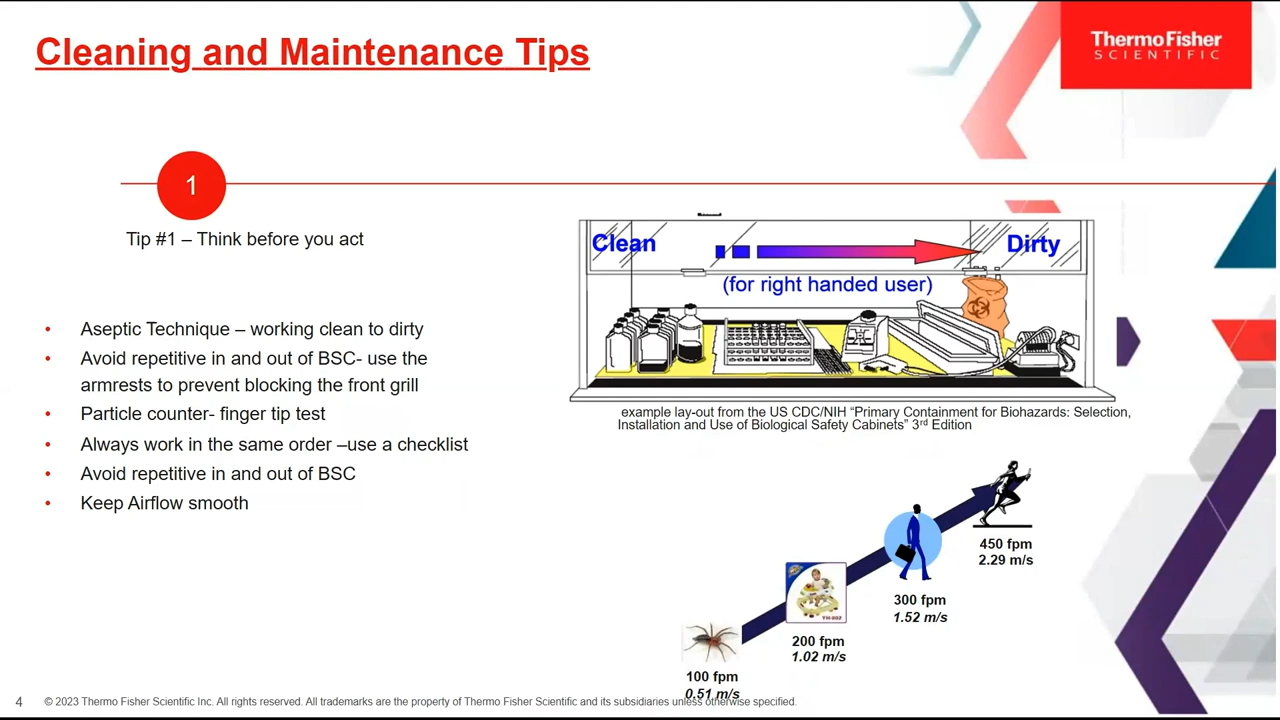 Cleaning and Maintenance Tips
ThermoFisher
SCIENTIFIC
1
Tip #1 – Think before you act
• Aseptic Technique – working clean to dirty
• Avoid repetitive in and out of BSC- use the
armrests to prevent blocking the front grill
• Particle counter- finger tip test
• Always work in the same order –use a checklist
• Avoid repetitive in and out of BSC
• Keep Airflow smooth
Clean
Dirty
(for right handed user)
example lay-out from the US CDC/NIH “Primary Containment for Biohazards: Selection,
Installation and Use of Biological Safety Cabinets” 3rd Edition
450 fpm
2.29 m/s
300 fpm
1.52 m/s
YH-802
200 fpm
1.02 m/s
100 fpm
0.51 m/s
4 © 2023 Thermo Fisher Scientific Inc. All rights reserved. All trademarks are the property of Thermo Fisher Scientific and its subsidiaries unless otherwise specified.